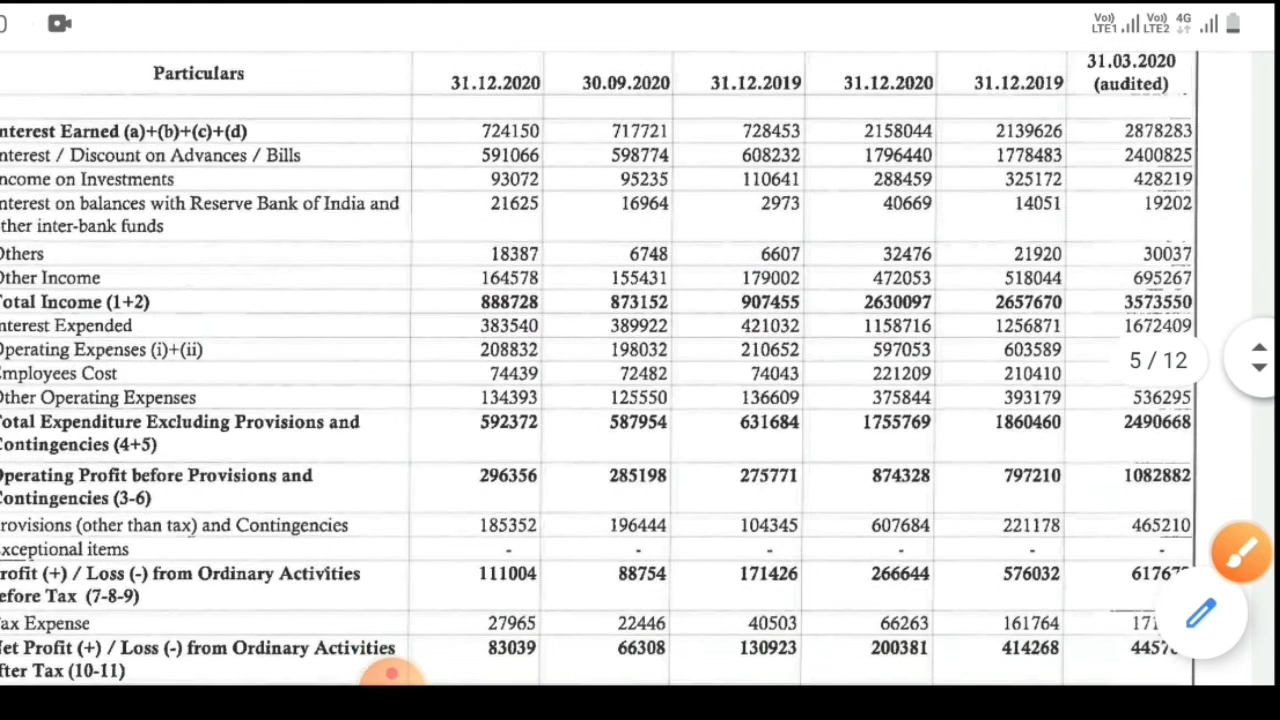 0 Vo) LTE1 Vo) LTE2 4G
Particulars 31.12.2020 30.09.2020 31.12.2019 31.12.2020 31.12.2019 31.03.2020
(audited)
nterest Earned (a)+(b)+(c)+(d) 724150 717721 728453 2158044 2139626 2878283
nterest / Discount on Advances / Bills 591066 598774 608232 1796440 1778483 2400825
ncome on Investments 93072 95235 110641 288459 325172 428219
nterest on balances with Reserve Bank of India and 21625 16964 2973 40669 14051 19202
ther inter-bank funds
Others 18387 6748 6607 32476 21920 30037
Other Income 164578 155431 179002 472053 518044 695267
otal Income (1+2) 888728 873152 907455 2630097 2657670 3573550
nterest Expended 383540 389922 421032 1158716 1256871 1672409
Operating Expenses (i)+(ii) 208832 198032 210652 597053 603589
mployees Cost 74439 72482 74043 221209 210410 5 / 12
Other Operating Expenses 134393 125550 136609 375844 393179 536295
otal Expenditure Excluding Provisions and 592372 587954 631684 1755769 1860460 2490668
Contingencies (4+5)
Operating Profit before Provisions and 296356 285198 275771 874328 797210 1082882
Contingencies (3-6)
rovisions (other than tax) and Contingencies 185352 196444 104345 607684 221178 465210
xceptional items - - - - - -
rofit (+) / Loss (-) from Ordinary Activities 111004 88754 171426 266644 576032 6176
efore Tax (7-8-9)
ax Expense 27965 22446 40503 66263 161764 171
et Profit (+) / Loss (-) from Ordinary Activities 83039 66308 130923 200381 414268 4457
fter Tax (10-11)